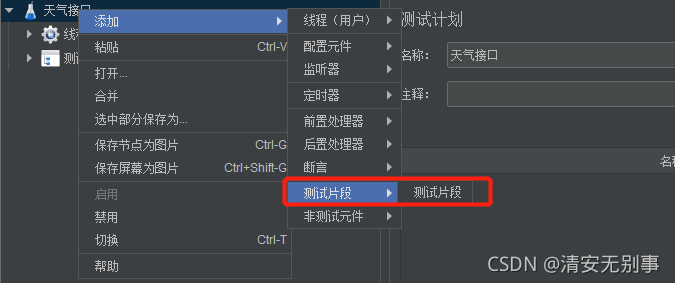 天气接口
线
测
添加
粘贴 Ctrl-V
打开...
合并
选中部分保存为...
保存节点为图片 Ctrl-G
保存屏幕为图片 Ctrl+Shift-G
启用
禁用
切换 Ctrl-T
帮助
线程（用户）
配置元件
监听器
定时器
前置处理器
后置处理器
断言
测试片段
非测试元件
测试片段
测试计划
名称： 天气接口
注释：
名称
CSDN @清安无别事